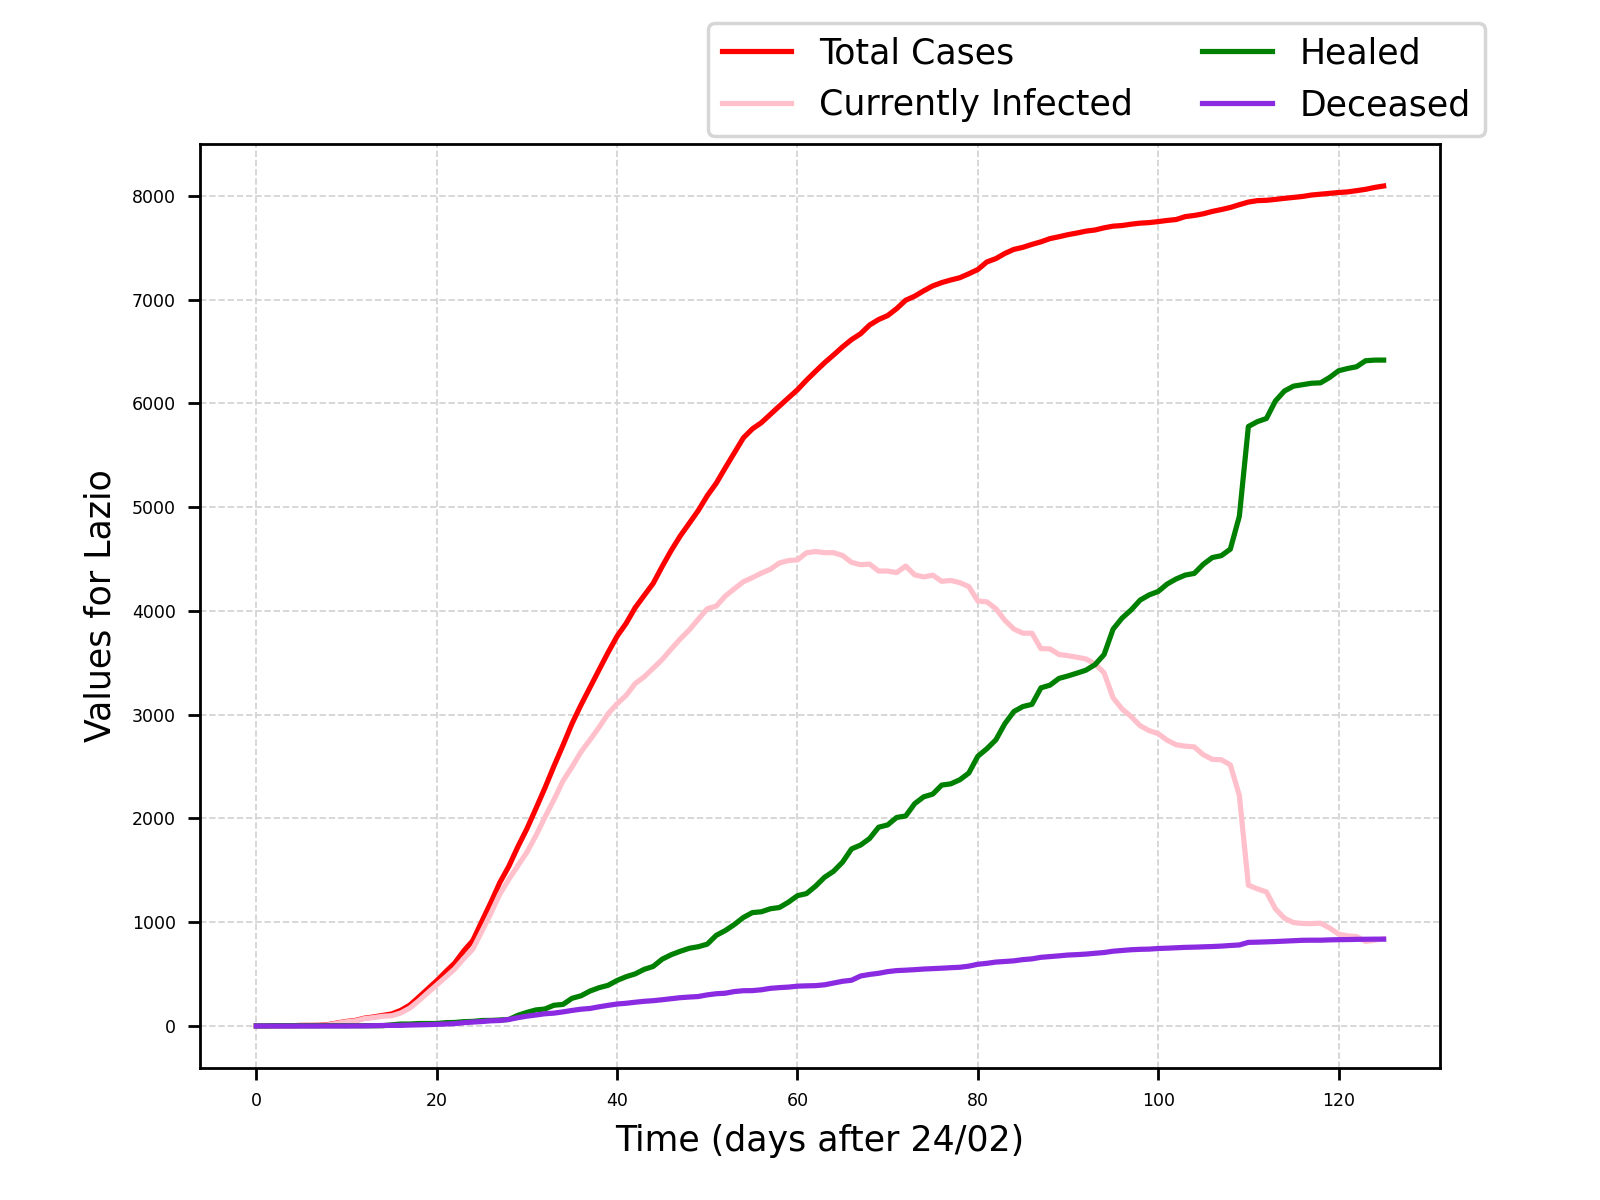 Total Cases
Currently Infected
Healed
Deceased
8000
7000
6000
5000
4000
3000
2000
1000
0
Values for Lazio
0 20 40 60 80 100 120
Time (days after 24/02)